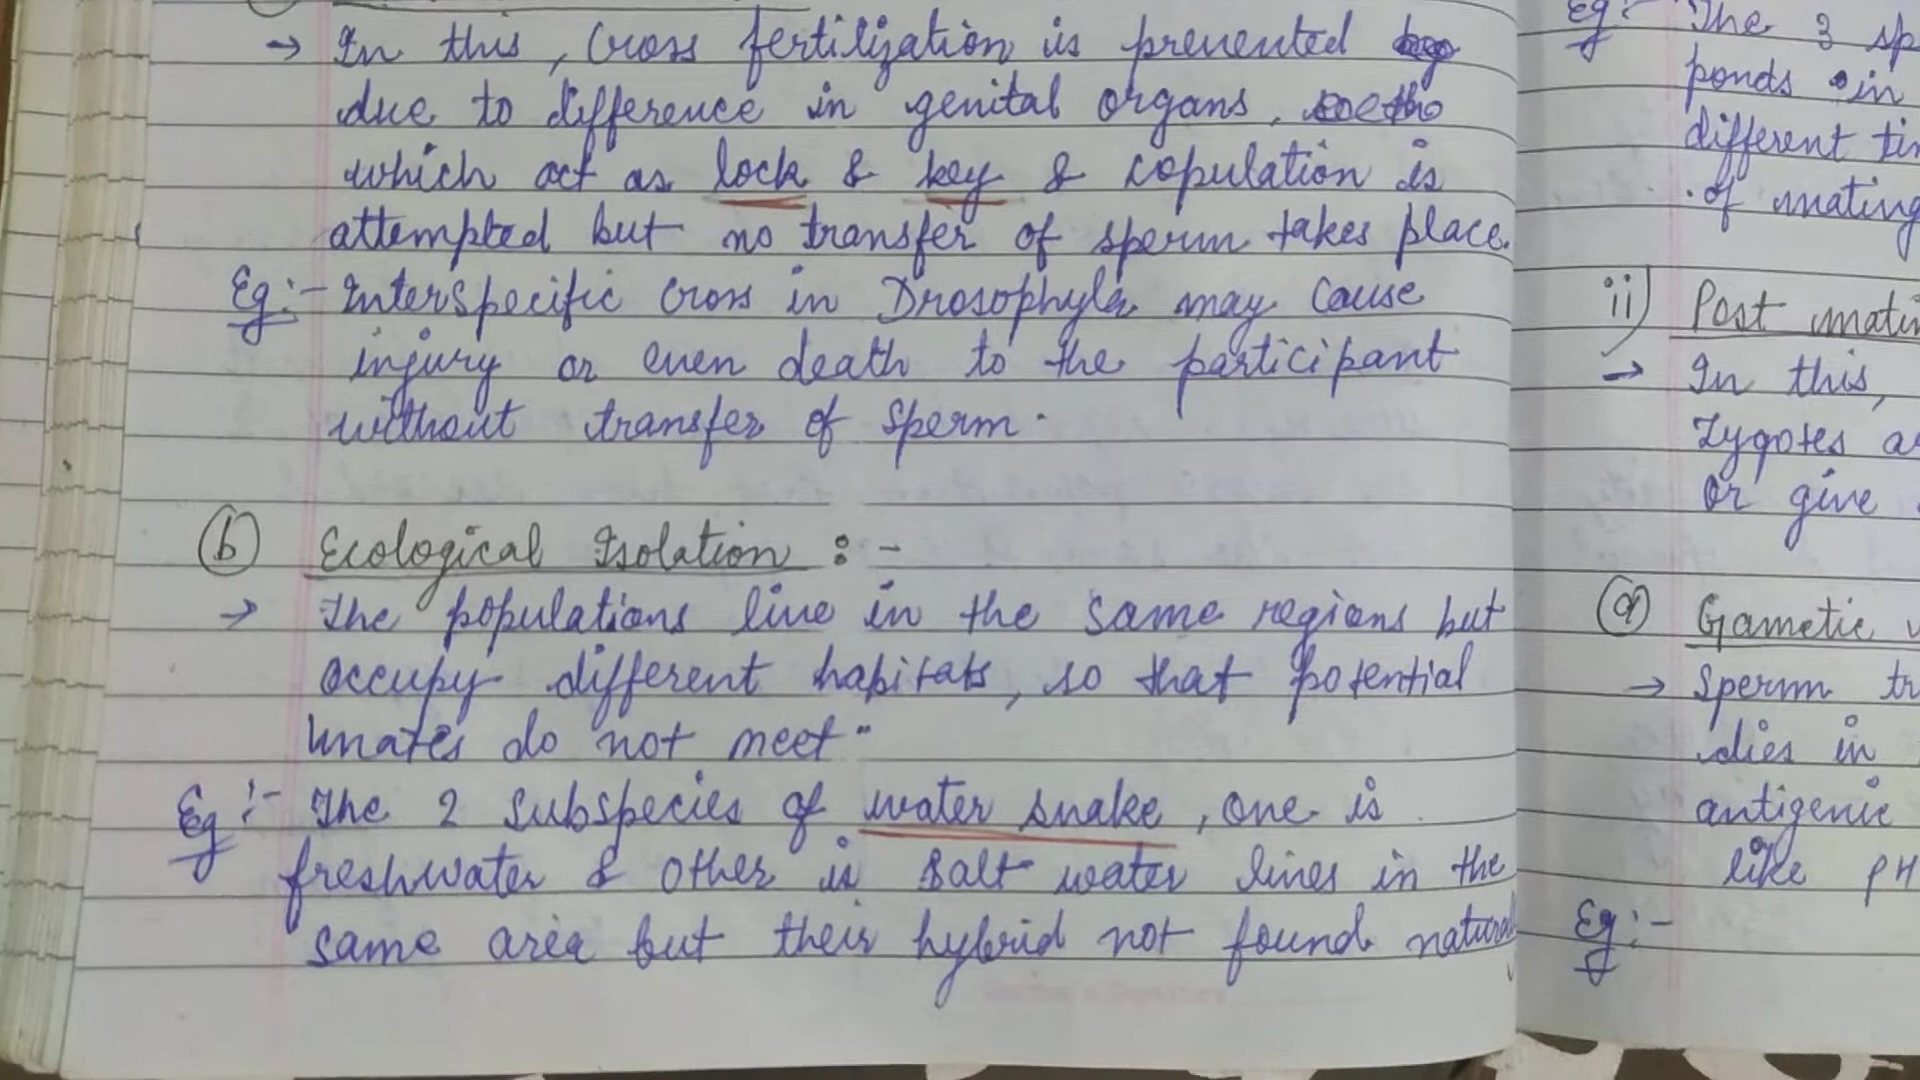 → In this, Cross fertilization is prevented
due to difference in genital organs,
which act as lock & key & copulation is
attempted but no transfer of sperm takes place.
Eg:- Interspecific cross in Drosophyla may cause
injury or even death to the participant
without transfer of sperm.
(b) Ecological Isolation :-
→ The populations live in the same regions but
occupy different habitats, so that potential
mates do not meet.
Eg:- The 2 subspecies of water snake, one is
freshwater & other is salt water lives in the
same area but their hybrid not found natural
Eg:- The 3 sp
ponds in
different tim
of mating
ii) Post matin
→ In this,
Zygotes a
or give
(a) Gametic
→ Sperm tr
dies in
antigenic
like PH
Eg:-